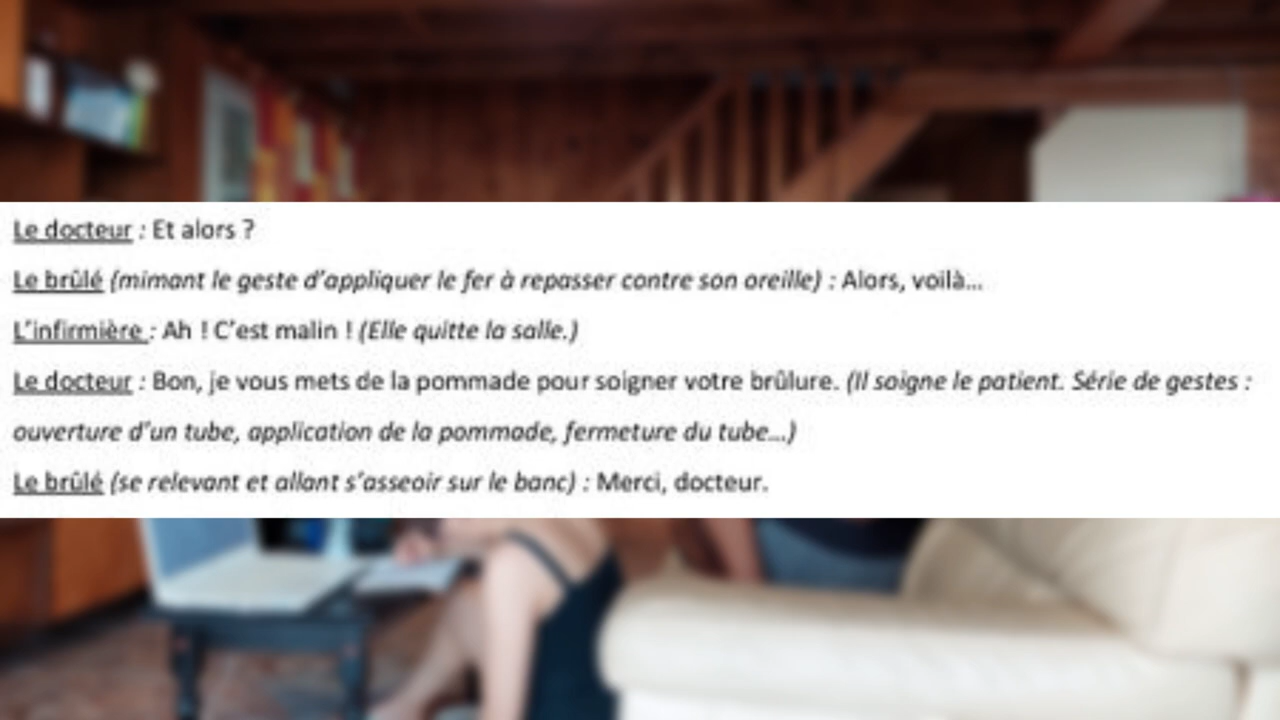 Le docteur : Et alors ?
Le brûlé (mimant le geste d'appliquer le fer à repasser contre son oreille) : Alors, voilà...
L'infirmière : Ah ! C'est malin ! (Elle quitte la salle.)
Le docteur : Bon, je vous mets de la pommade pour soigner votre brûlure. (Il soigne le patient. Série de gestes :
ouverture d'un tube, application de la pommade, fermeture du tube...)
Le brûlé (se relevant et allant s'asseoir sur le banc) : Merci, docteur.